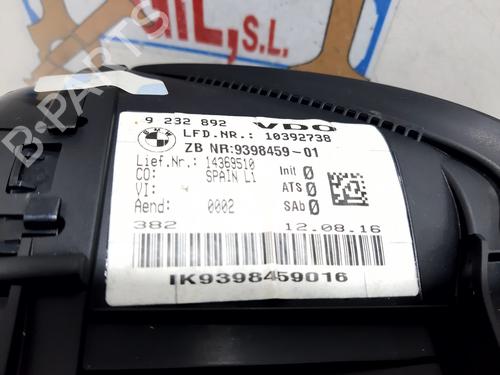 IL,S.L.
B-PARTS
9 232 892 VDO
BMW
LFD.NR.: 10392738
ZB NR:9398459-01
Lief.Nr.: 14369510
Init 0
CO: SPAIN L1
ATS 0
VI:
SAb 0
Aend: 0002
382 12.08.16
IK9398459016